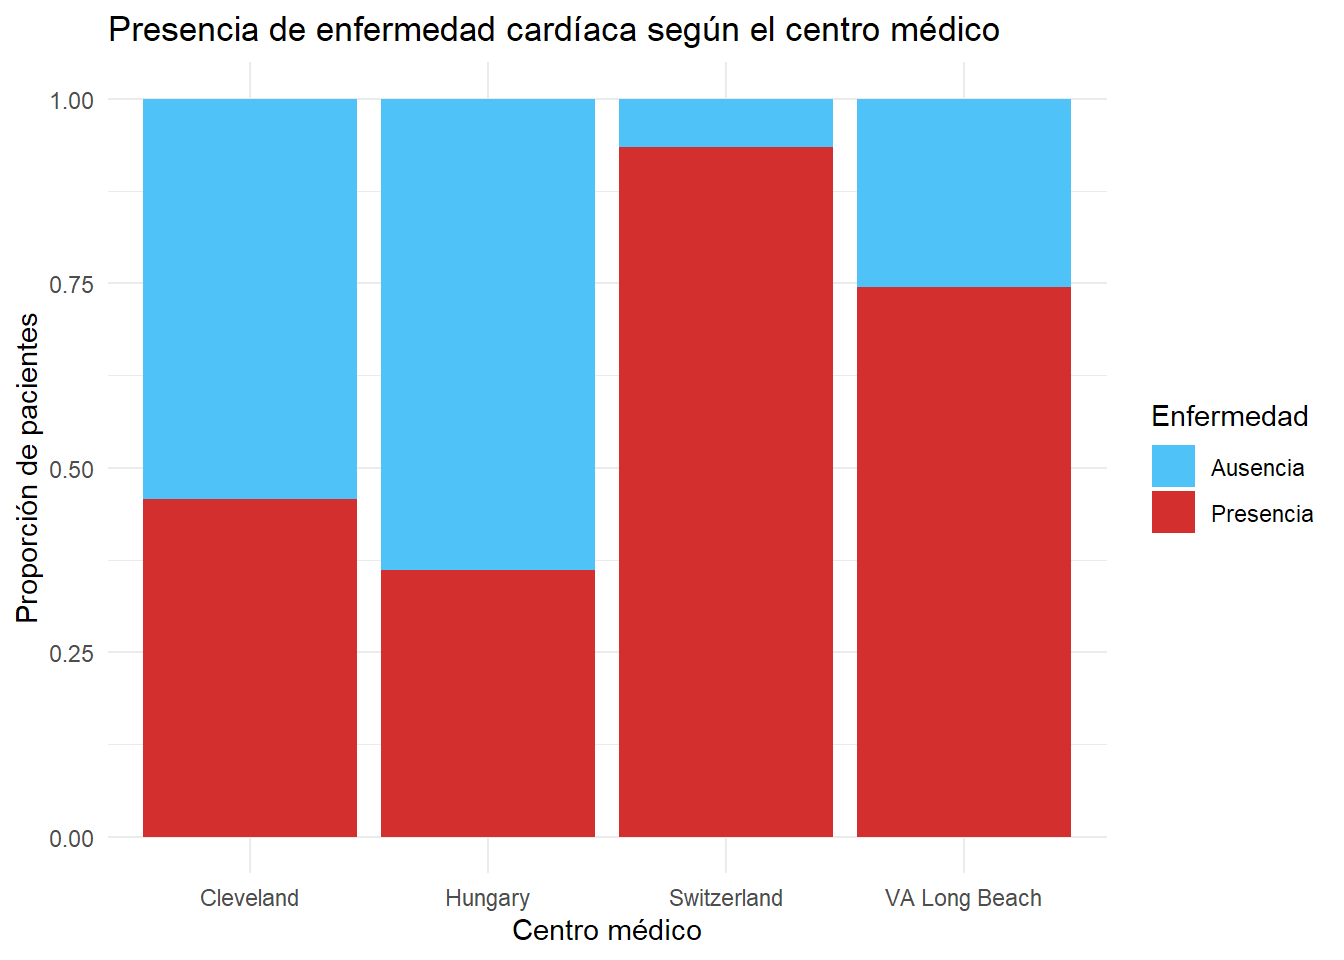 Presencia de enfermedad cardíaca según el centro médico
1.00
0.75
0.50
0.25
0.00
Proporción de pacientes
Cleveland
Hungary
Switzerland
VA Long Beach
Centro médico
Enfermedad
Ausencia
Presencia